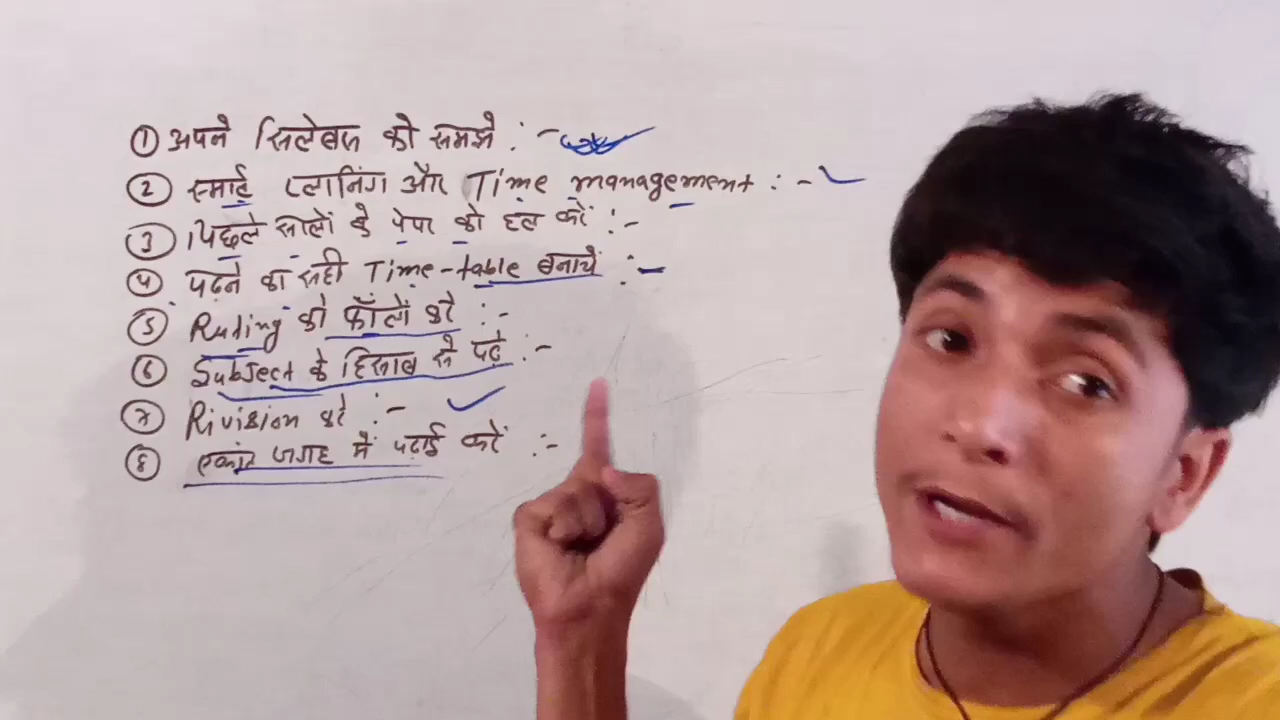 ① अपने सिलेबस को समझे :-
② स्मार्ट प्लानिंग और Time management :-
③ पिछले सालों के पेपर को हल करें :-
④ पढ़ने का सही Time-table बनाये :-
⑤ Ruting को फॉलों करे :-
⑥ Subject के हिसाब से पढ़े :-
⑦ Rivision करे :-
⑧ एकांत जगह में पढाई करें :-